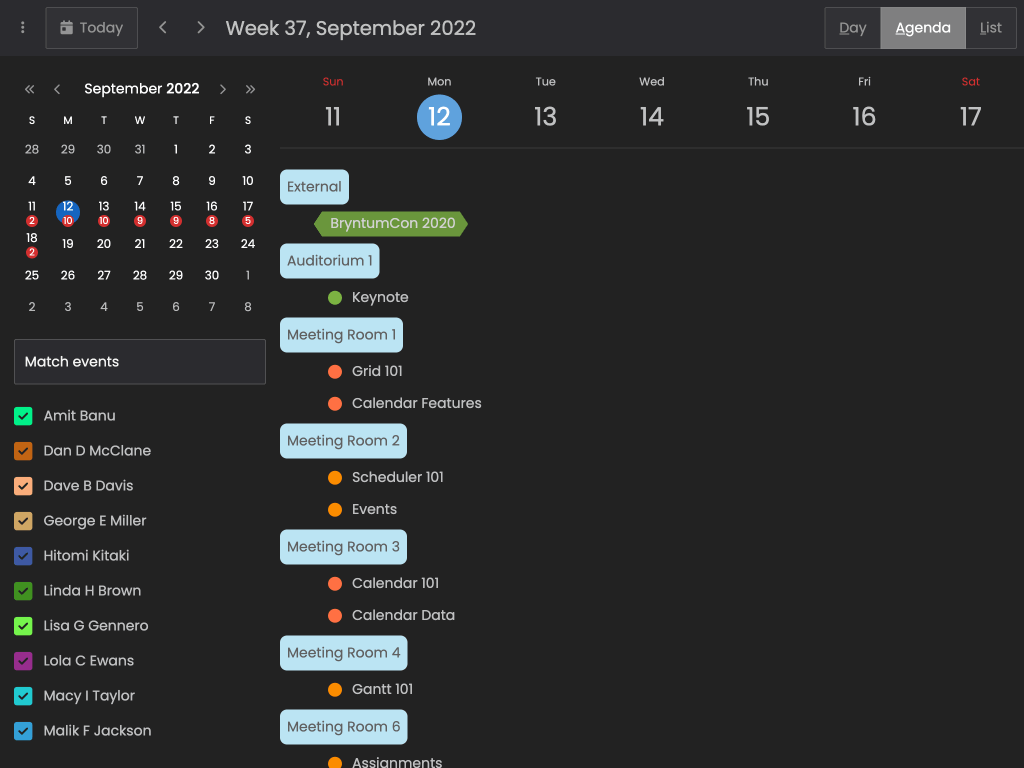 Today
Week 37, September 2022
Day Agenda List
September 2022
S M T W T F S
28 29 30 31 1 2 3
4 5 6 7 8 9 10
11 12 13 14 15 16 17
2 10 10 9 9 8 5
18 19 20 21 22 23 24
2
25 26 27 28 29 30 1
2 3 4 5 6 7 8
Match events
Amit Banu
Dan D McClane
Dave B Davis
George E Miller
Hitomi Kitaki
Linda H Brown
Lisa G Gennero
Lola C Ewans
Macy I Taylor
Malik F Jackson
Sun Mon Tue Wed Thu Fri Sat
11 12 13 14 15 16 17
External
BryntumCon 2020
Auditorium 1
Keynote
Meeting Room 1
Grid 101
Calendar Features
Meeting Room 2
Scheduler 101
Events
Meeting Room 3
Calendar 101
Calendar Data
Meeting Room 4
Gantt 101
Meeting Room 6
Assignments